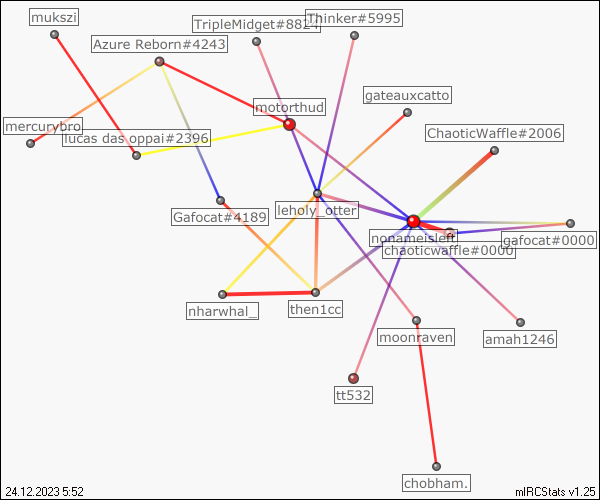 mukszi
TripleMidget#8824
Thinker#5995
Azure Reborn#4243
gateauxcatto
motorthud
mercurybro
lucas das oppai#2396
ChaoticWaffle#2006
Gafocat#4189
leholy_otter
nonameisleft
gafocat#0000
chaoticwaffle#0000
nharwhal_
then1cc
moonraven
amah1246
tt532
chobham.
24.12.2023 5:52
mIRCStats v1.25